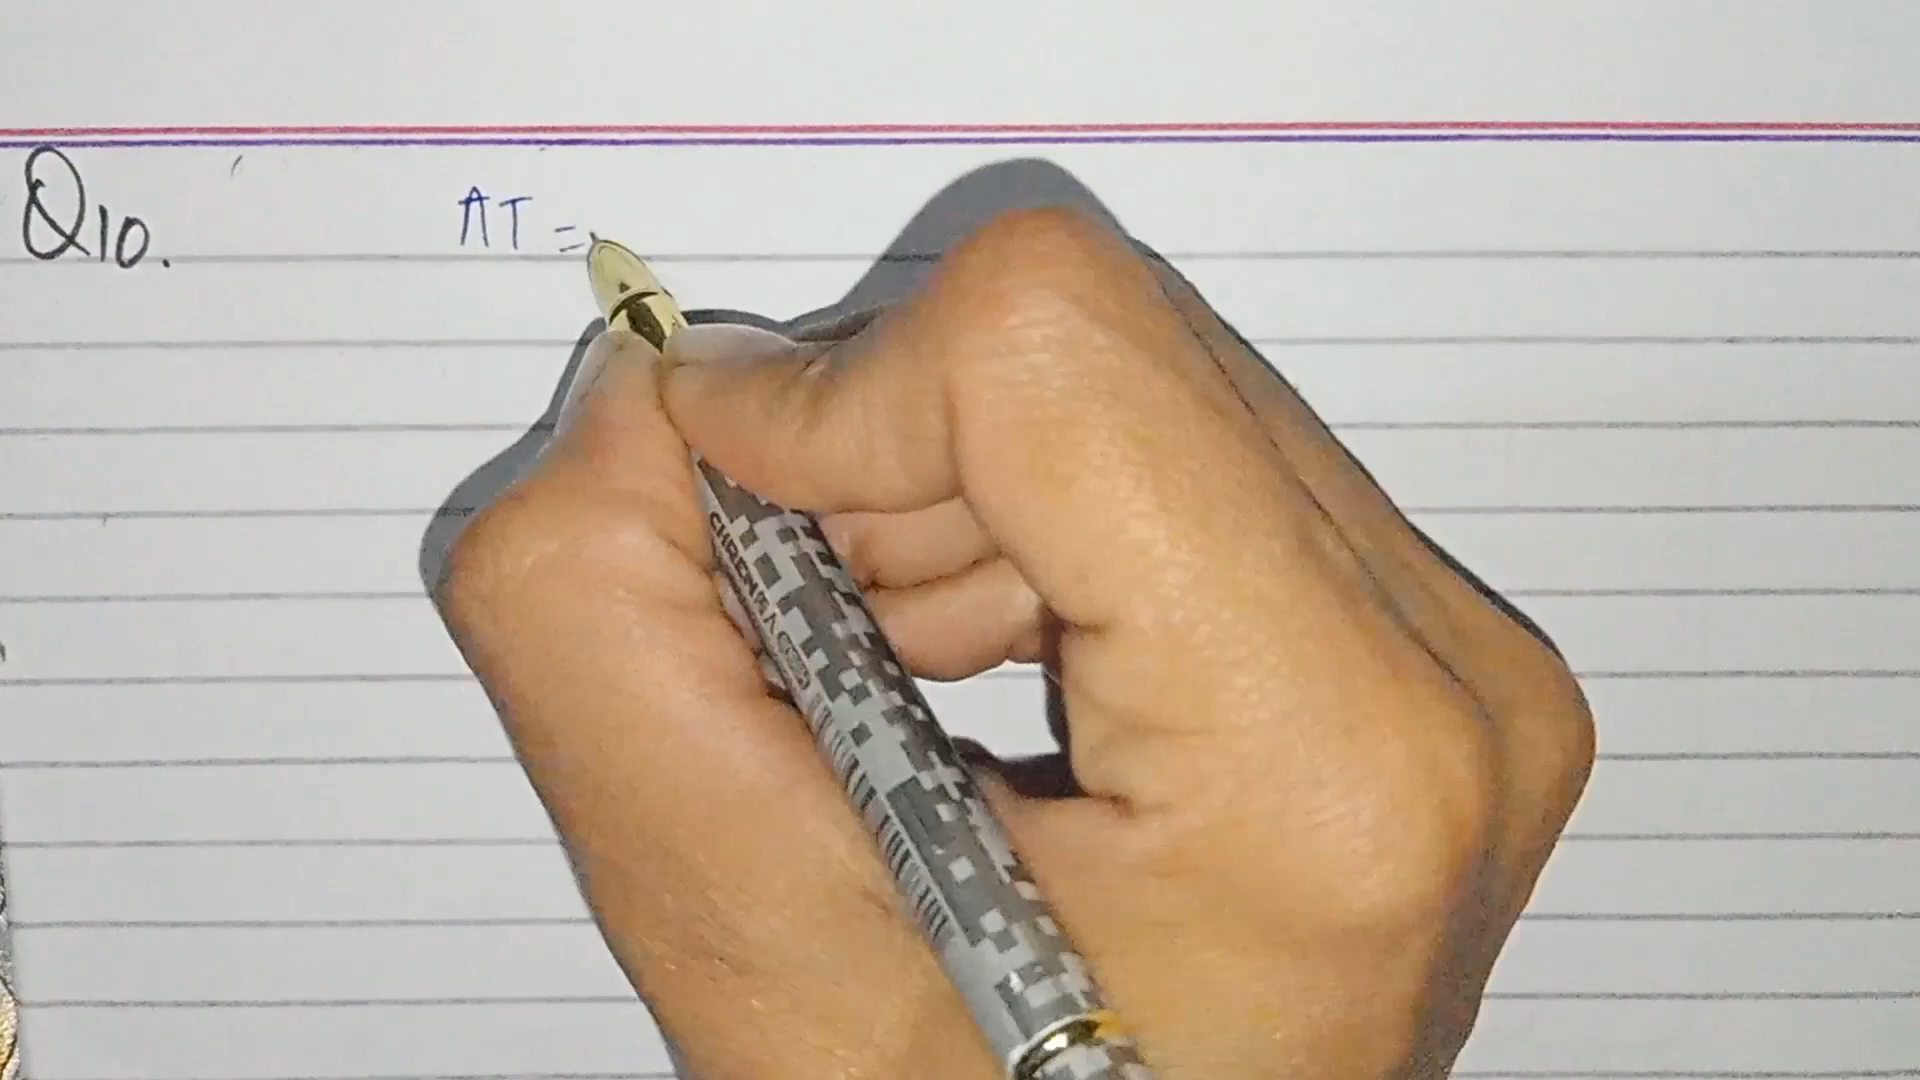 Q10. AT =